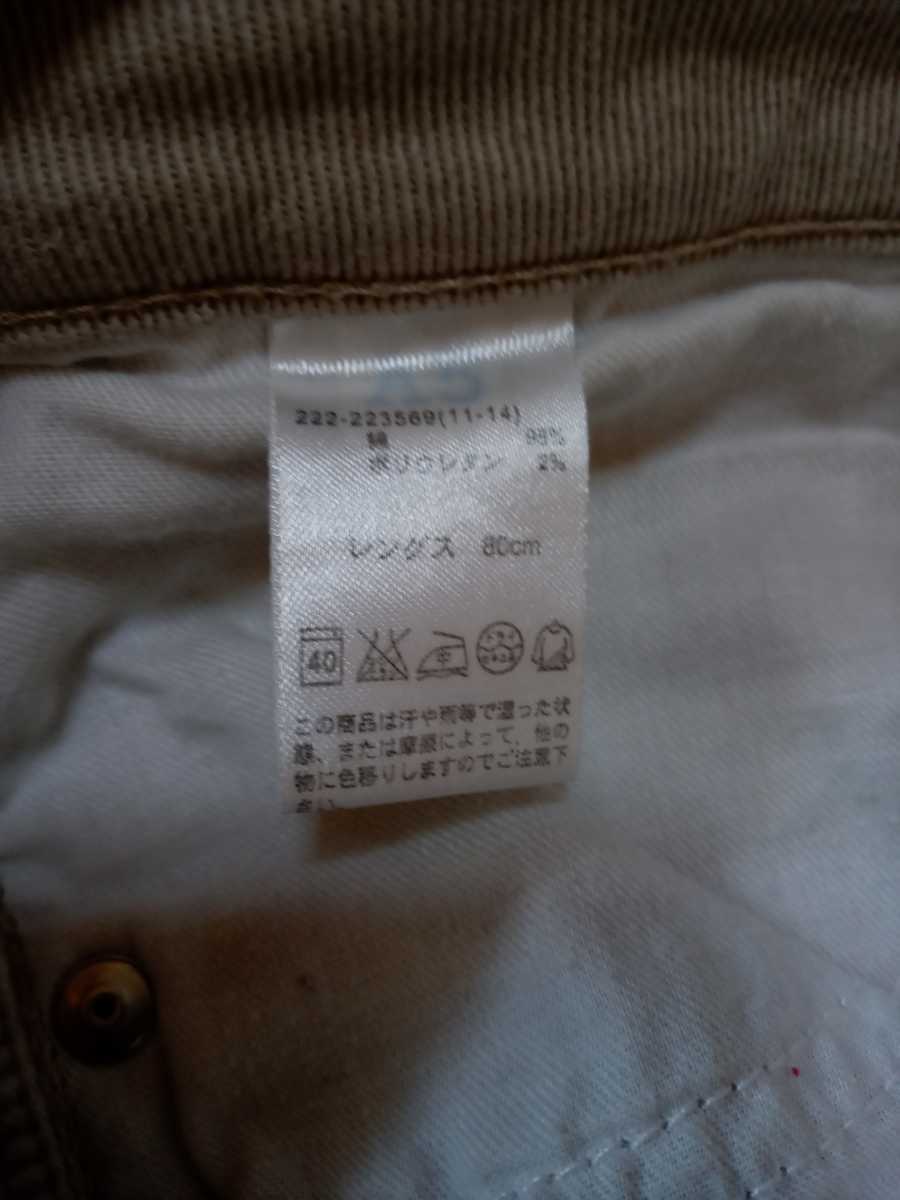 222-223569(11-14)
綿 98%
ポリウレタン 2%
レングス 80cm
40 中
この商品は汗や雨等で湿った状
態、または摩擦によって、他の
物に色移りしますのでご注意下
さい